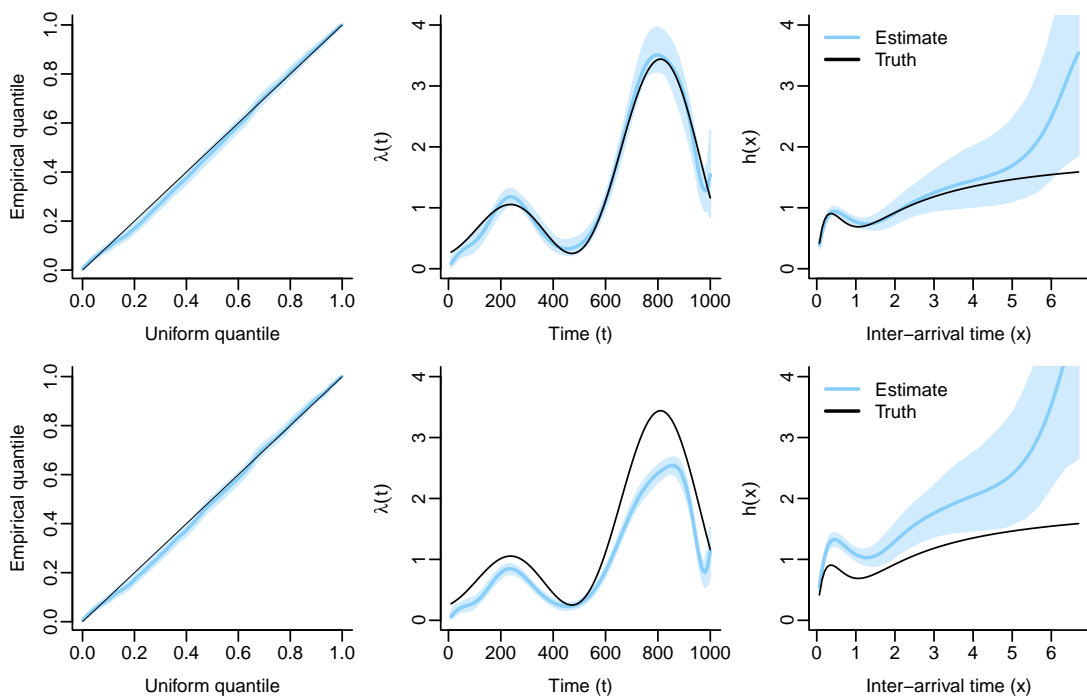 Empirical quantile
1.0
0.8
0.6
0.4
0.2
0.0
0.0 0.2 0.4 0.6 0.8 1.0
Uniform quantile
λ(t)
4
3
2
1
0
0 200 400 600 800 1000
Time (t)
h(x)
4
3
2
1
0
Estimate
Truth
0 1 2 3 4 5 6
Inter−arrival time (x)
Empirical quantile
1.0
0.8
0.6
0.4
0.2
0.0
0.0 0.2 0.4 0.6 0.8 1.0
Uniform quantile
λ(t)
4
3
2
1
0
0 200 400 600 800 1000
Time (t)
h(x)
4
3
2
1
0
Estimate
Truth
0 1 2 3 4 5 6
Inter−arrival time (x)